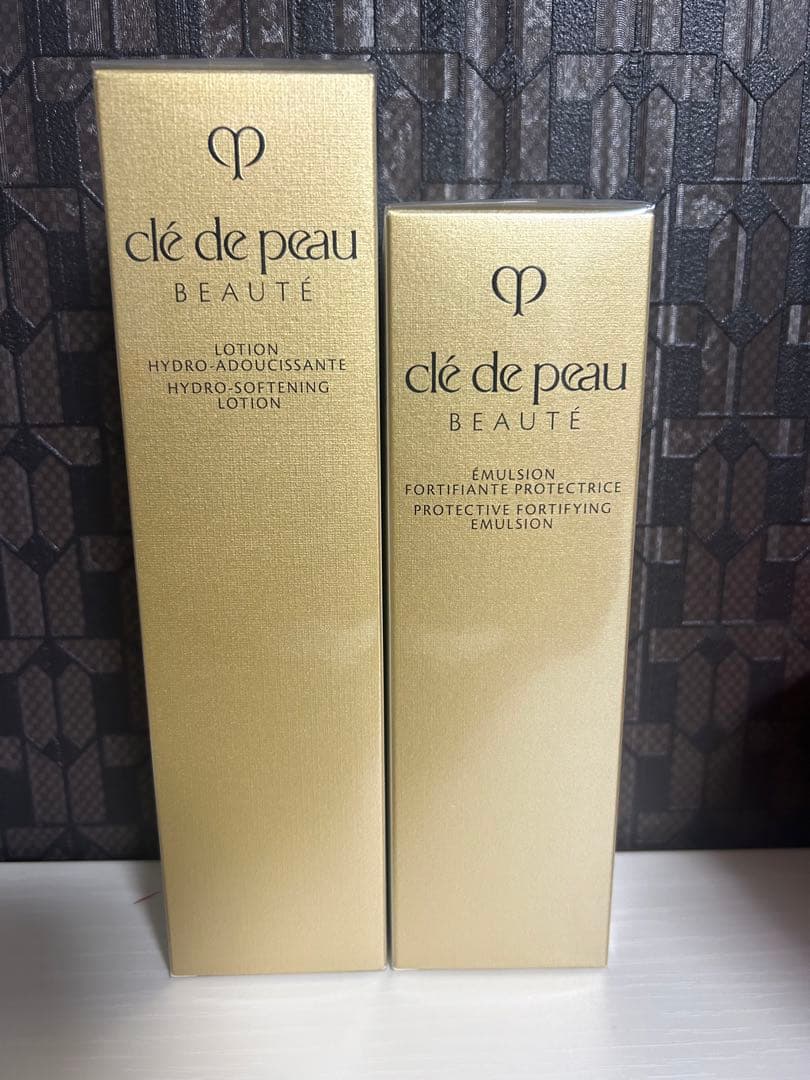 clé de peau
BEAUTÉ
LOTION
HYDRO-ADOUCISSANTE
HYDRO-SOFTENING
LOTION
clé de peau
BEAUTÉ
ÉMULSION
FORTIFIANTE PROTECTRICE
PROTECTIVE FORTIFYING
EMULSION